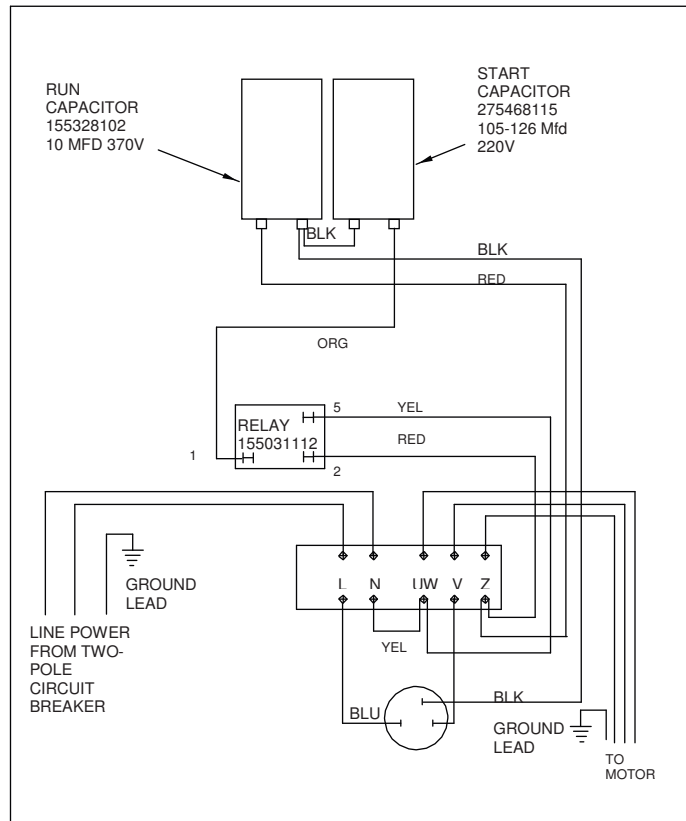 RUN
CAPACITOR
155328102
10 MFD 370V
START
CAPACITOR
275468115
105-126 Mfd
220V
BLK
BLK
RED
ORG
RELAY
155031112
5
YEL
RED
1
2
GROUND
LEAD
L N UW V Z
LINE POWER
FROM TWO-
POLE
CIRCUIT
BREAKER
YEL
BLU
BLK
GROUND
LEAD
TO
MOTOR